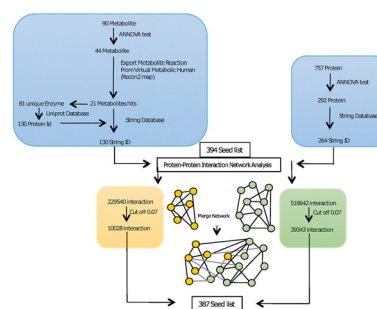 90 Metabolite
ANNOVA test
44 Metabolite
Export Metabolite Reaction
From Virtual Metabolic Human
(Recon2 map)
81 unique Enzyme
21 Metabolites hits
Uniprot Database
130 Protein Id
String Database
130 String ID
757 Protein
ANNOVA test
292 Protein
String Database
264 String ID
394 Seed list
Protein-Protein Interaction Network Analysis
229540 interaction
Cut off 0.07
10028 interaction
Merge Network
518642 interaction
Cut off 0.07
39343 interaction
387 Seed list